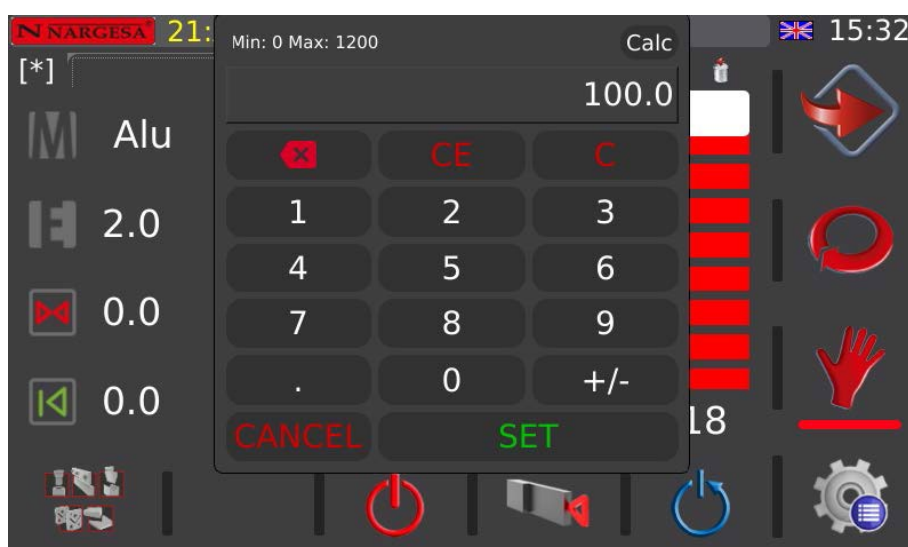 N NARGESA
21:
15:32
Min: 0 Max: 1200
Calc
[*]
100.0
Alu
CE C
1 2 3
2.0
4 5 6
7 8 9
0.0
. 0 +/-
0.0
18
CANCEL SET